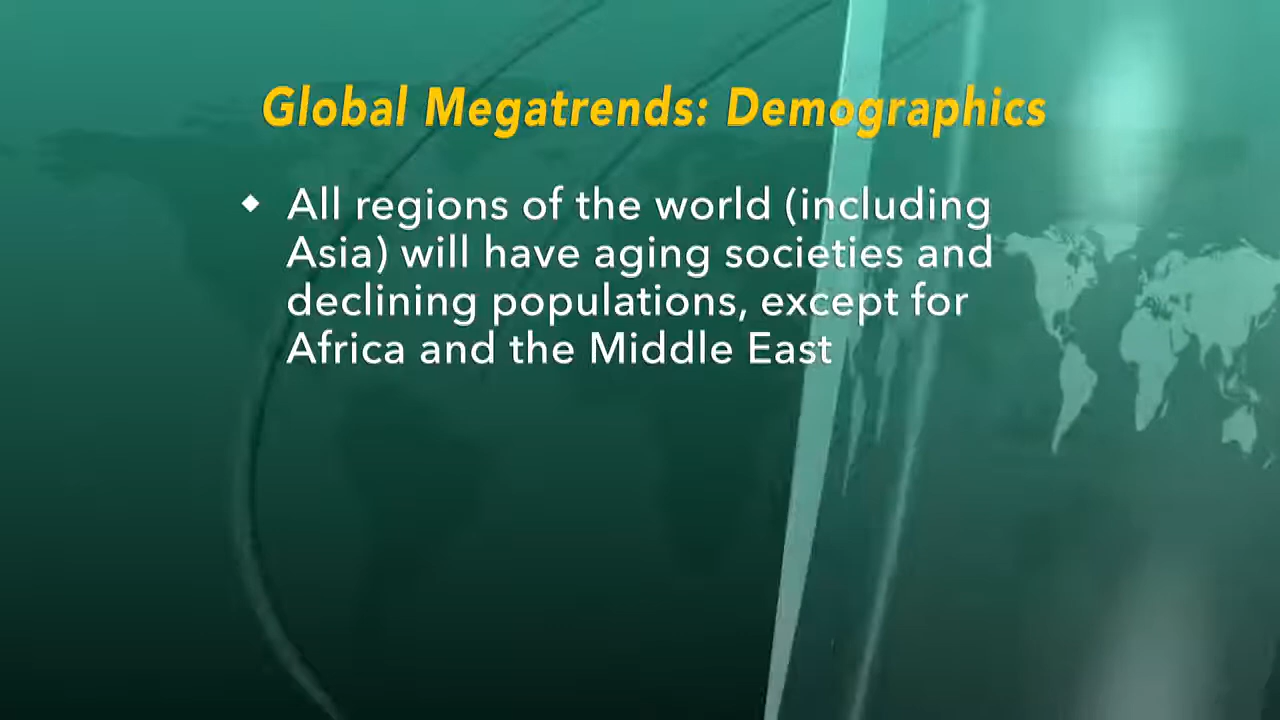 Global Megatrends: Demographics
◆ All regions of the world (including
Asia) will have aging societies and
declining populations, except for
Africa and the Middle East